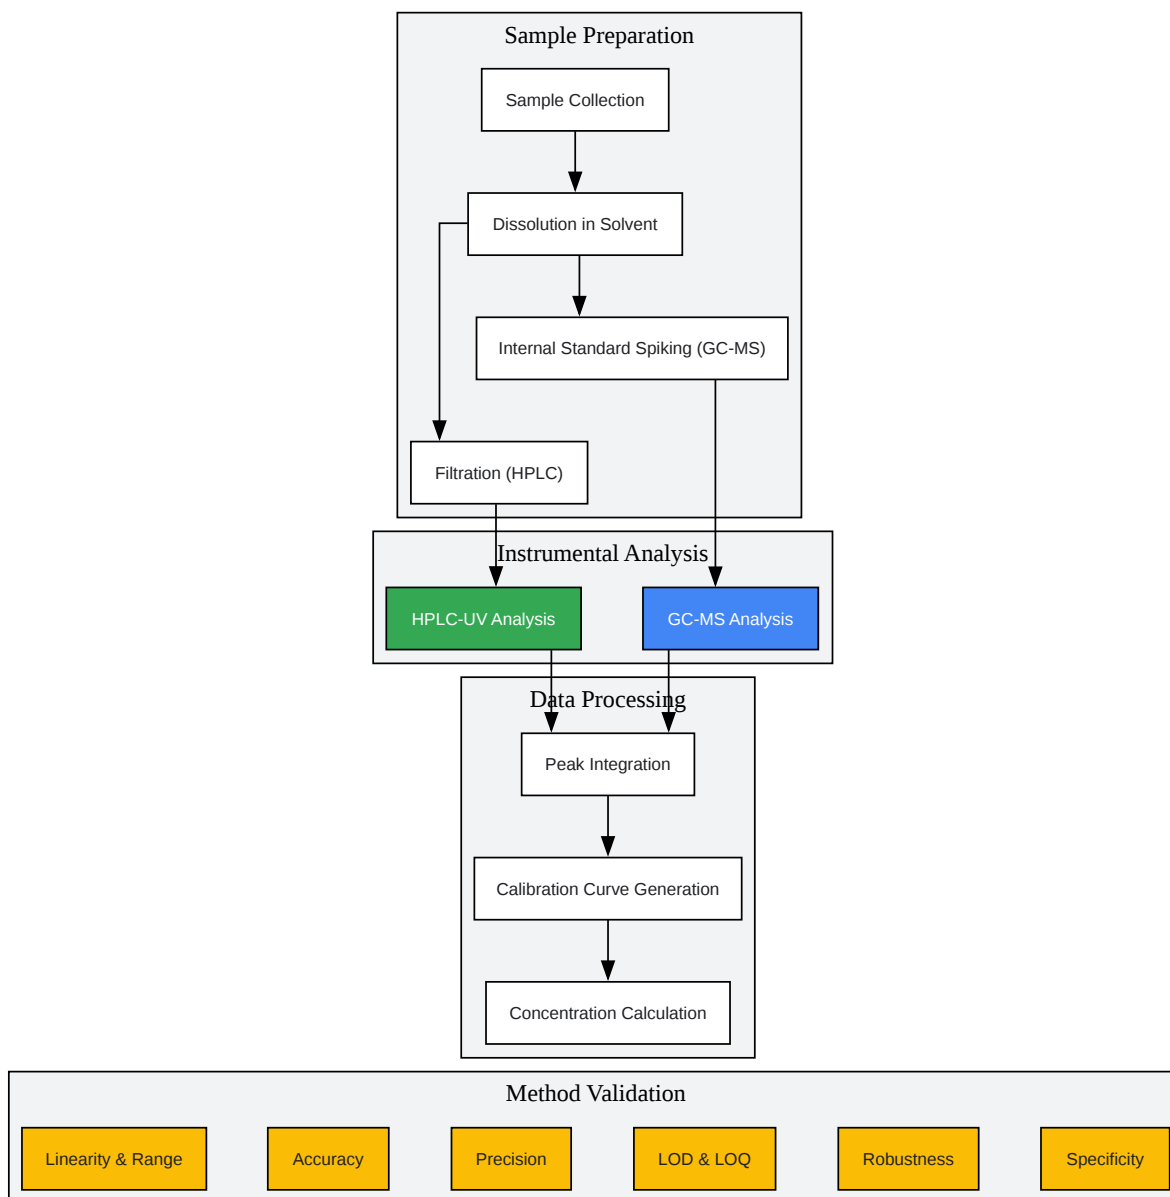 Sample Preparation
Sample Collection
Dissolution in Solvent
Internal Standard Spiking (GC-MS)
Filtration (HPLC)
Instrumental Analysis
HPLC-UV Analysis
GC-MS Analysis
Data Processing
Peak Integration
Calibration Curve Generation
Concentration Calculation
Method Validation
Linearity & Range
Accuracy
Precision
LOD & LOQ
Robustness
Specificity